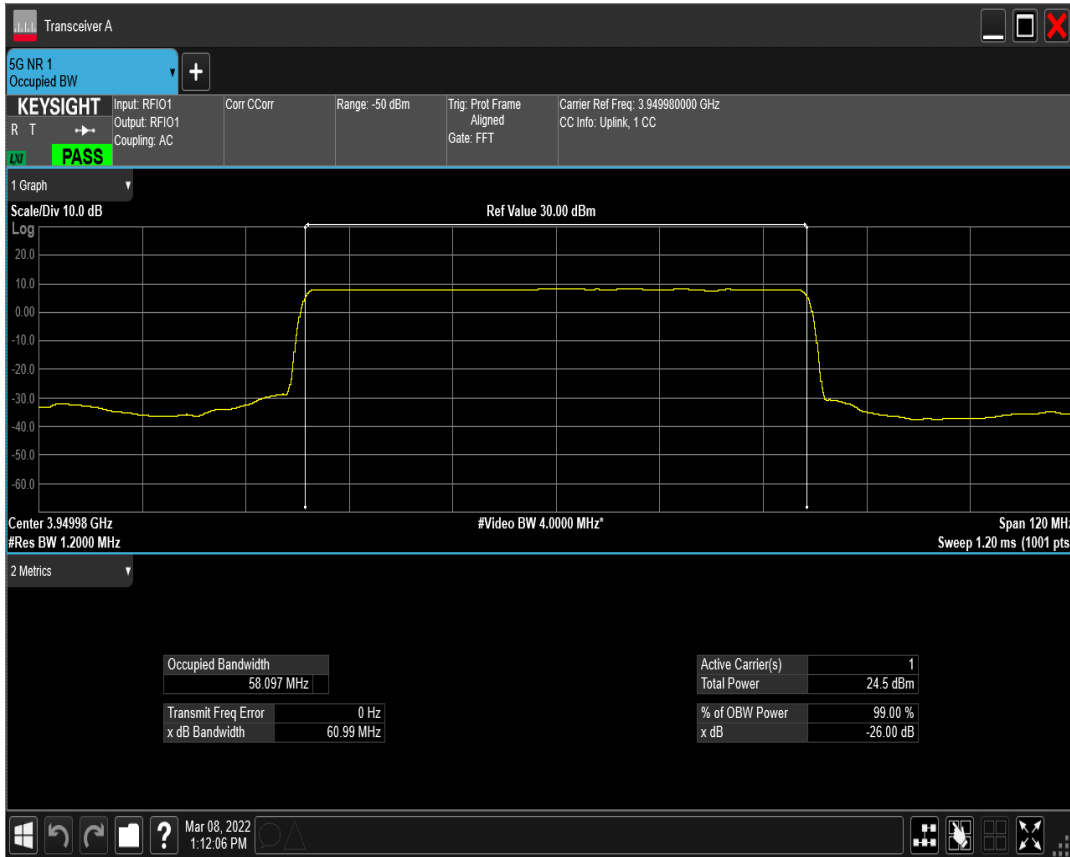 Transceiver A
5G NR 1
Occupied BW
KEYSIGHT
R T
LXI
PASS
Input: RFIO1
Output: RFIO1
Coupling: AC
Corr CCorr
Range: -50 dBm
Trig: Prot Frame
Aligned
Gate: FFT
Carrier Ref Freq: 3.949980000 GHz
CC Info: Uplink, 1 CC
1 Graph
Scale/Div 10.0 dB
Ref Value 30.00 dBm
Log
20.0
10.0
0.00
-10.0
-20.0
-30.0
-40.0
-50.0
-60.0
Center 3.94998 GHz
#Video BW 4.0000 MHz*
Span 120 MHz
#Res BW 1.2000 MHz
Sweep 1.20 ms (1001 pts
2 Metrics
Occupied Bandwidth
58.097 MHz
Transmit Freq Error 0 Hz
x dB Bandwidth 60.99 MHz
Active Carrier(s) 1
Total Power 24.5 dBm
% of OBW Power 99.00 %
x dB -26.00 dB
?
Mar 08, 2022
1:12:06 PM